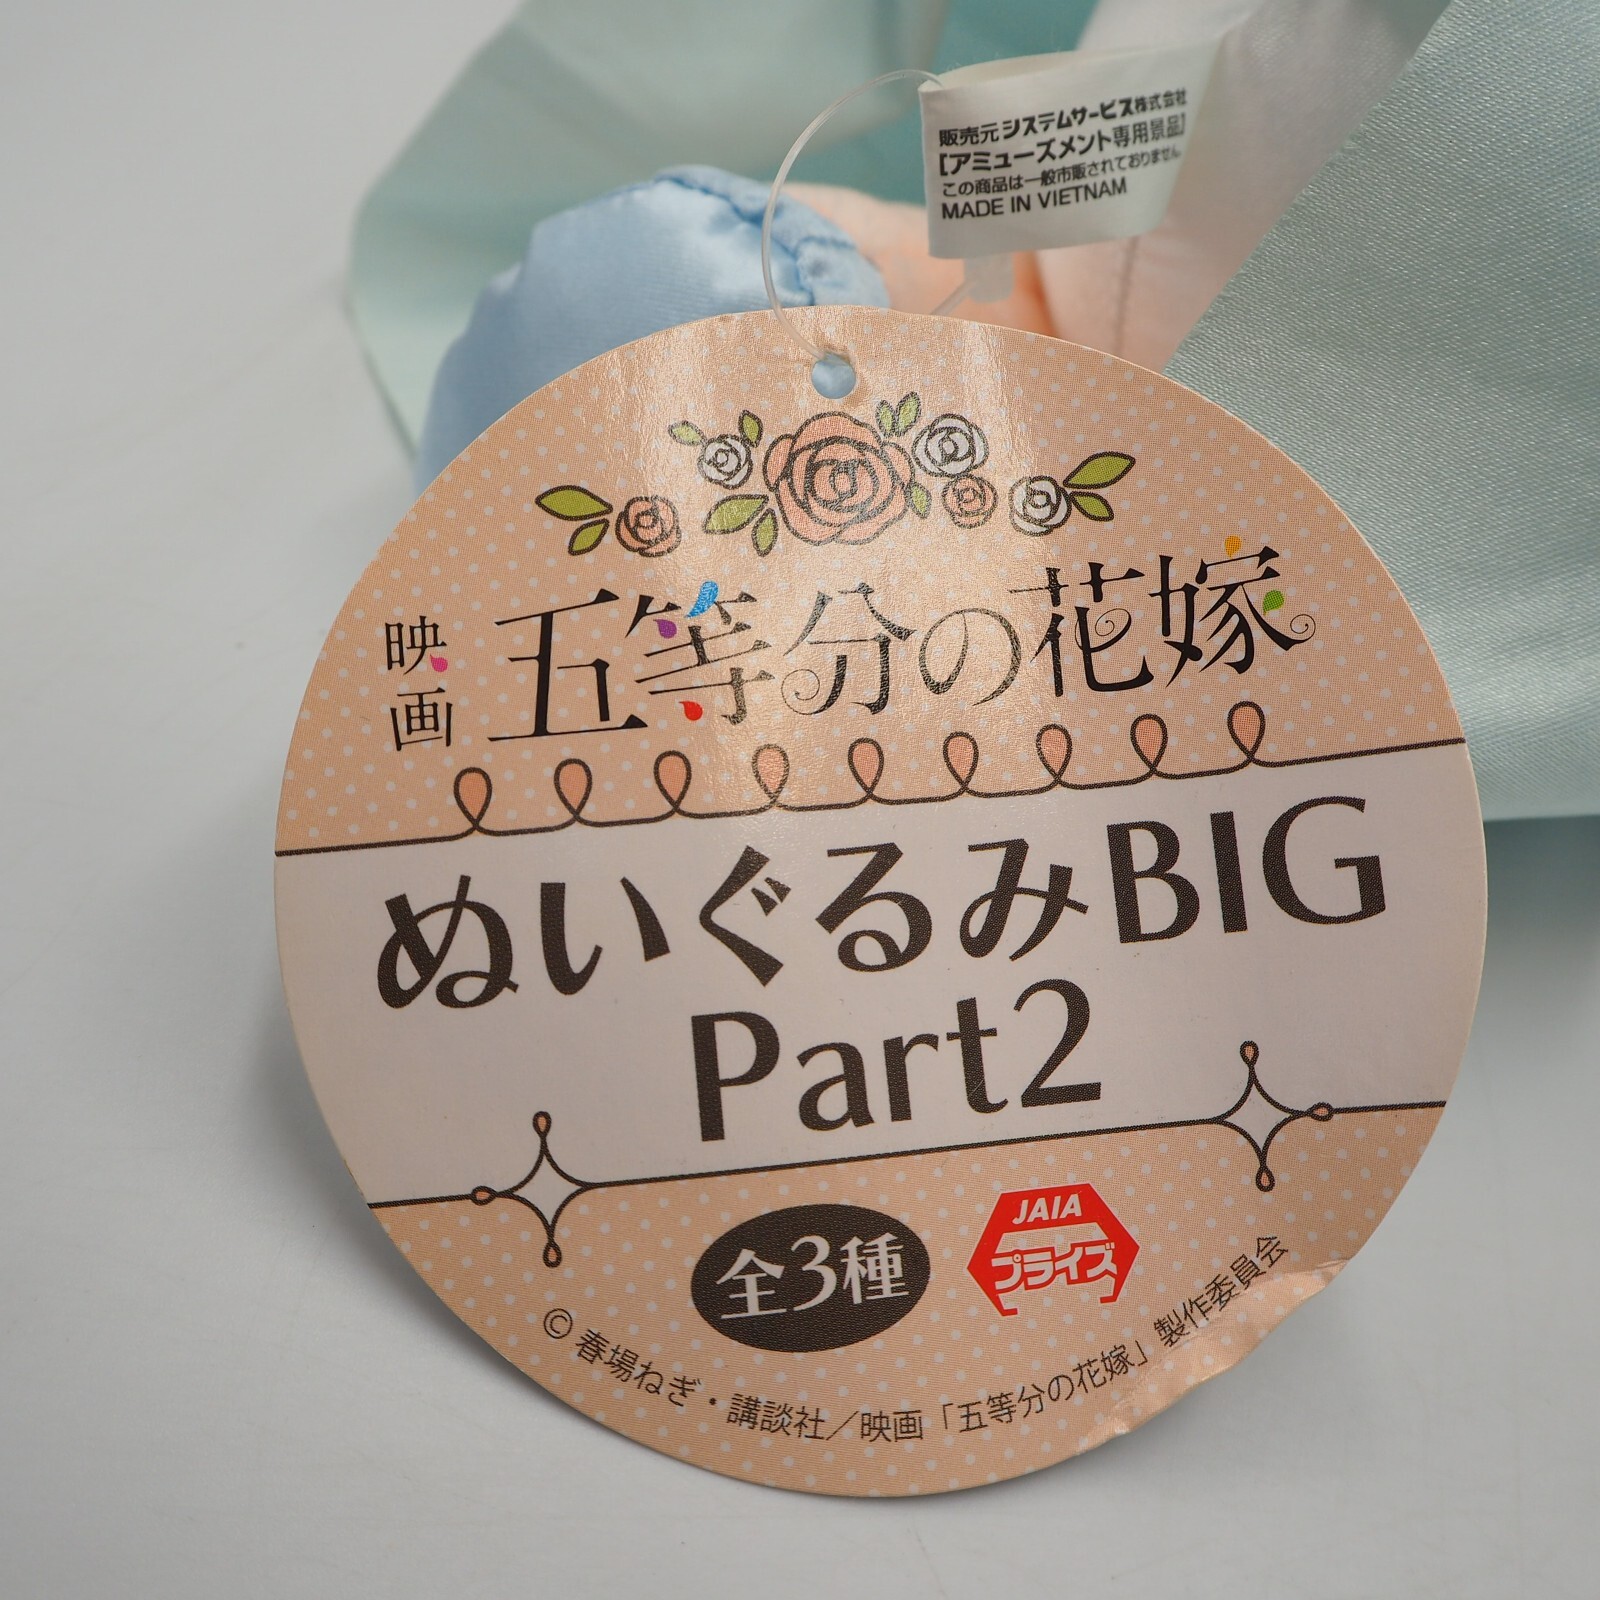 販売元 システムサービス株式会社
[アミューズメント専用景品]
この商品は一般市販されておりません
MADE IN VIETNAM
映画 五等分の花嫁
ぬいぐるみBIG
Part2
全3種
JAIA
プライズ
© 春場ねぎ・講談社／映画「五等分の花嫁」製作委員会